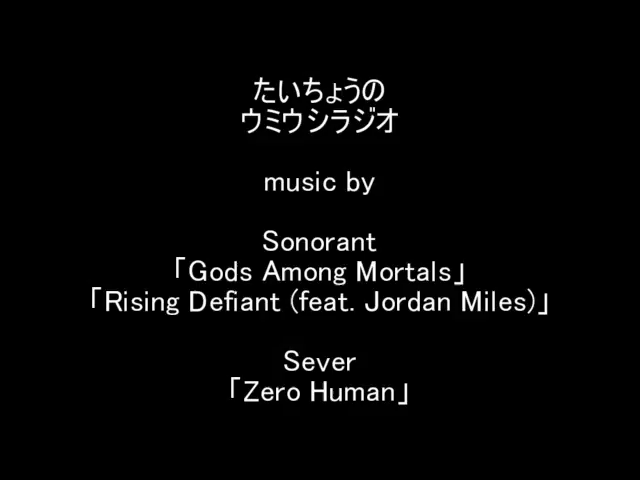 たいちょうの
ウミウシラジオ
music by
Sonorant
「Gods Among Mortals」
「Rising Defiant (feat. Jordan Miles)」
Sever
「Zero Human」